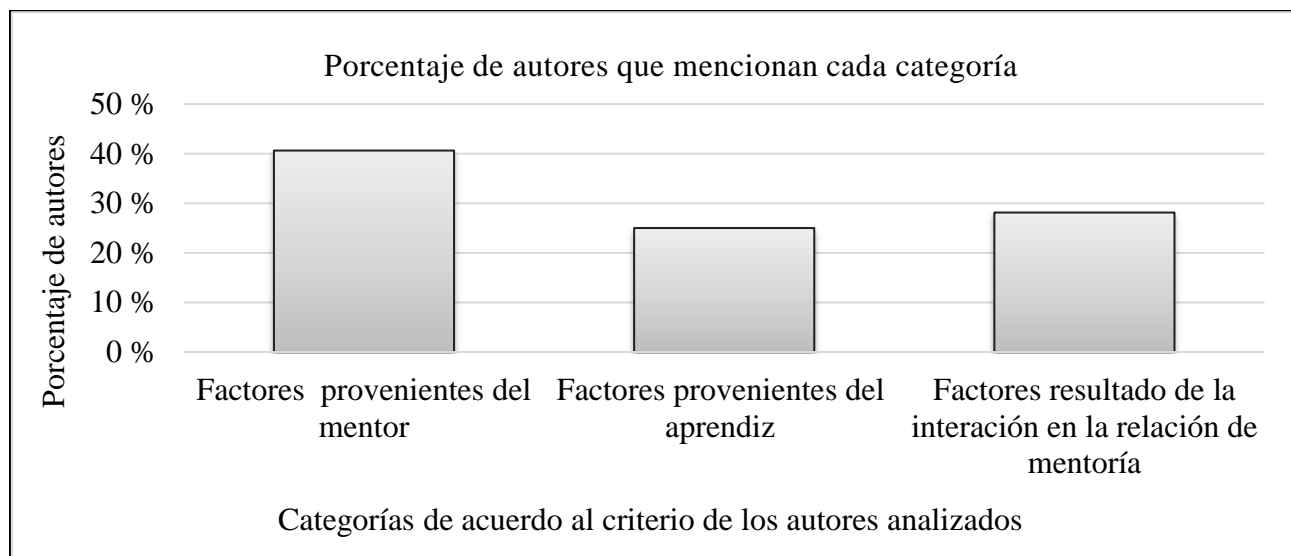 Porcentaje de autores que mencionan cada categoría
Porcentaje de autores
50 %
40 %
30 %
20 %
10 %
0 %
Factores provenientes del
mentor
Factores provenientes del
aprendiz
Factores resultado de la
interación en la relación de
mentoría
Categorías de acuerdo al criterio de los autores analizados